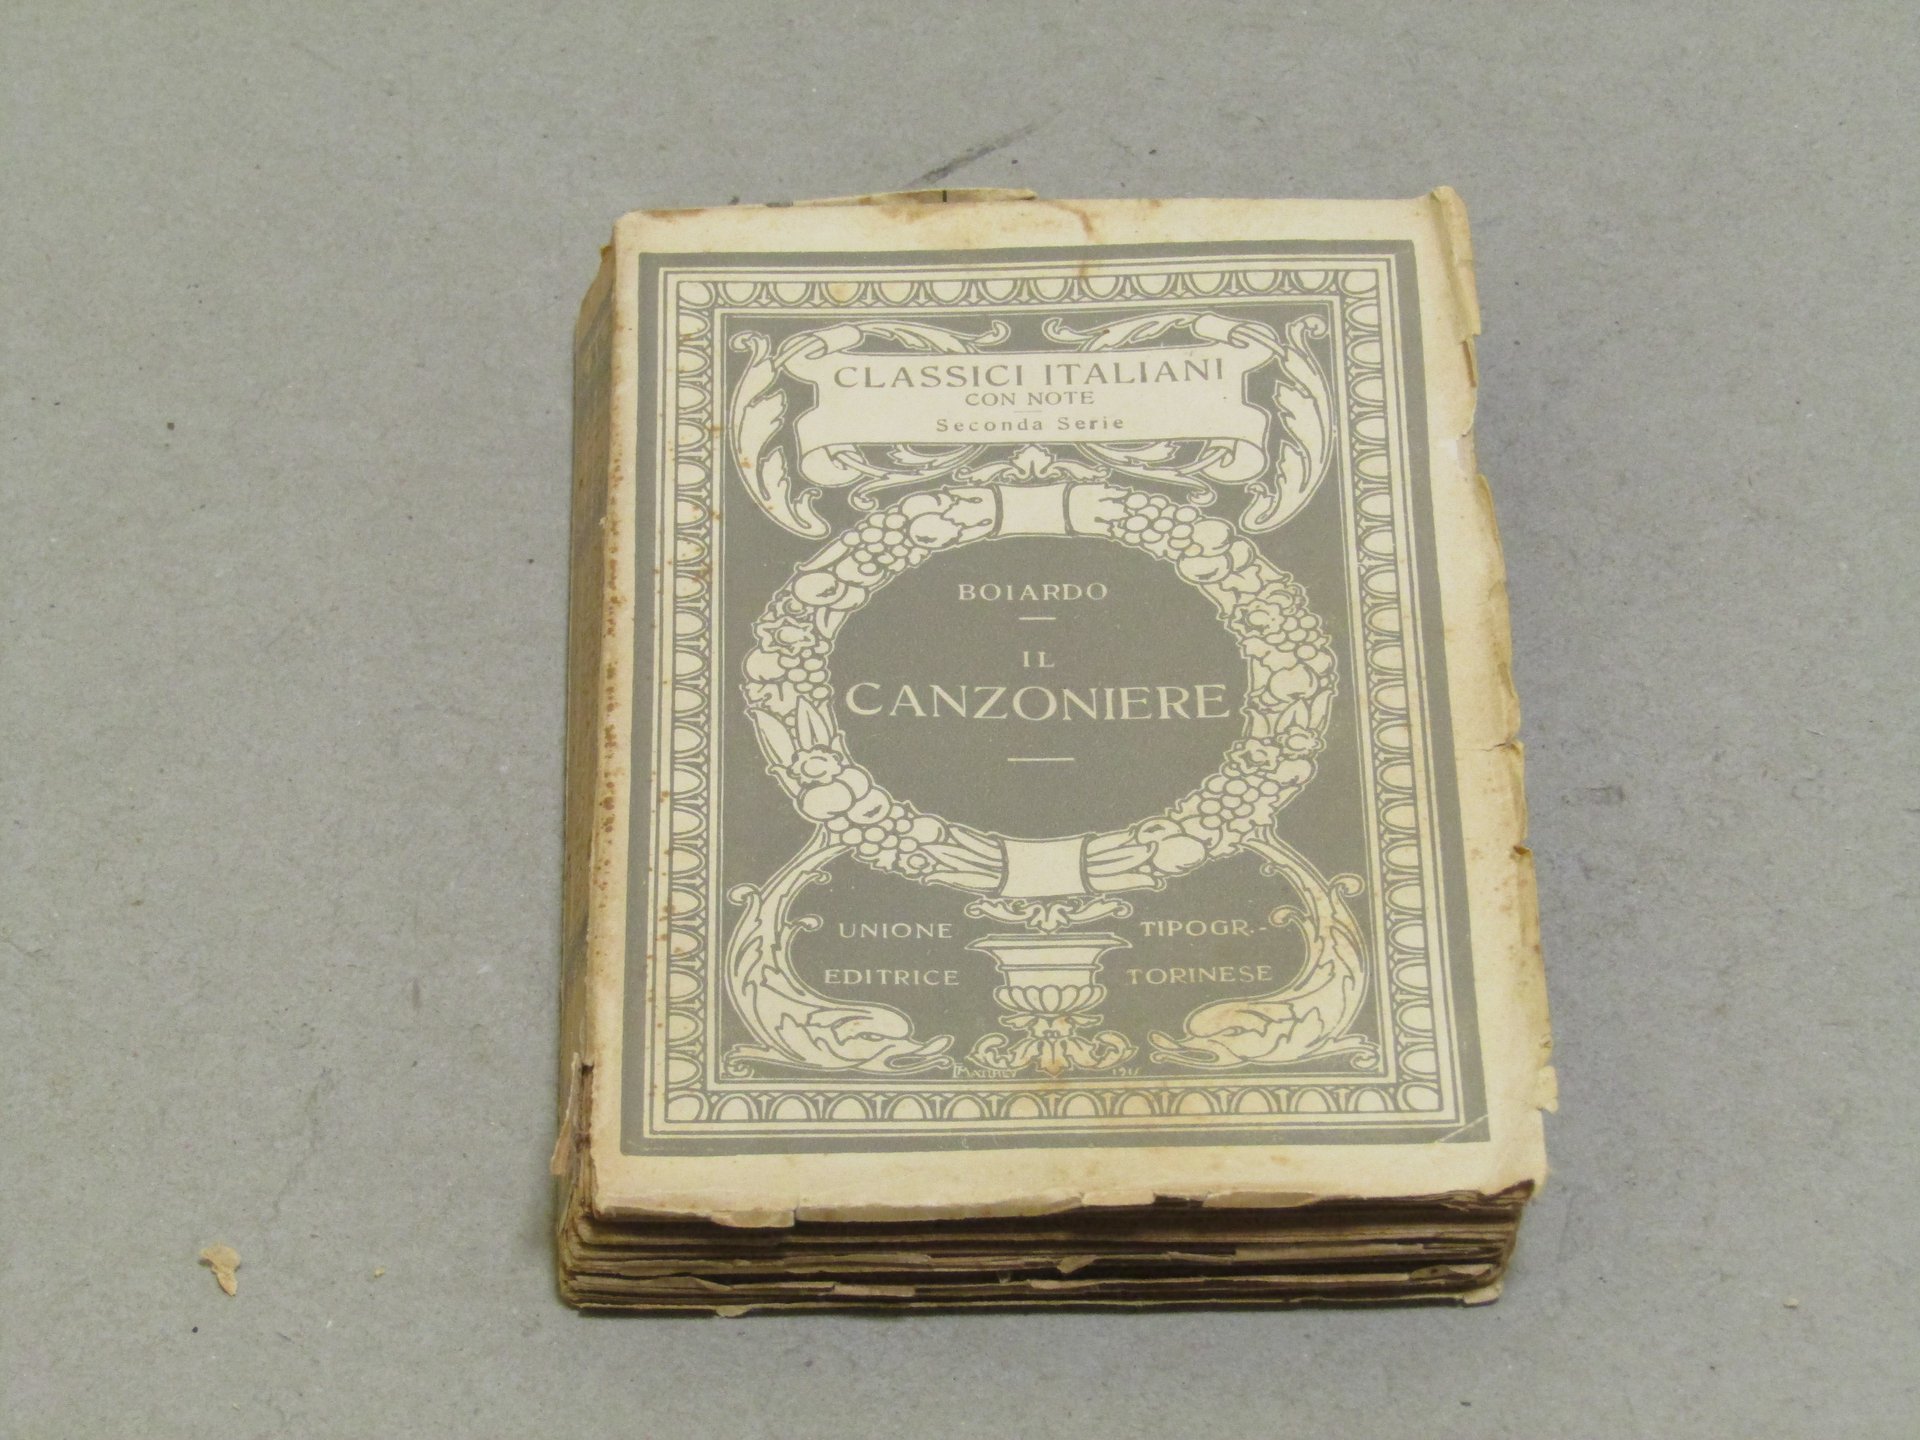 CLASSICI ITALIANI
CON NOTE
Seconda Serie
BOIARDO
IL
CANZONIERE
UNIONE TIPOGR.-
EDITRICE TORINESE